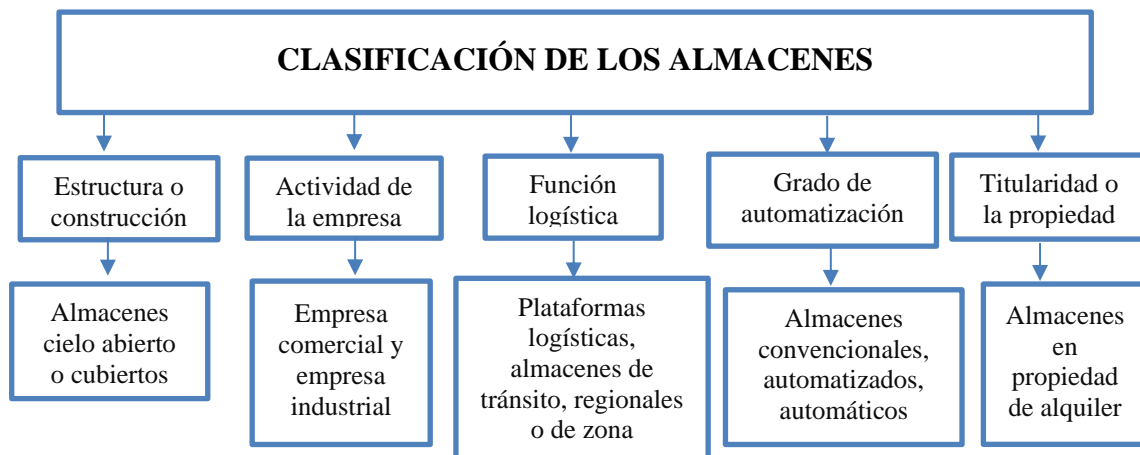 CLASIFICACIÓN DE LOS ALMACENES
Estructura o
construcción
Actividad de
la empresa
Función
logística
Grado de
automatización
Titularidad o
la propiedad
Almacenes
cielo abierto
o cubiertos
Empresa
comercial y
empresa
industrial
Plataformas
logísticas,
almacenes de
tránsito, regionales
o de zona
Almacenes
convencionales,
automatizados,
automáticos
Almacenes
en
propiedad
de alquiler